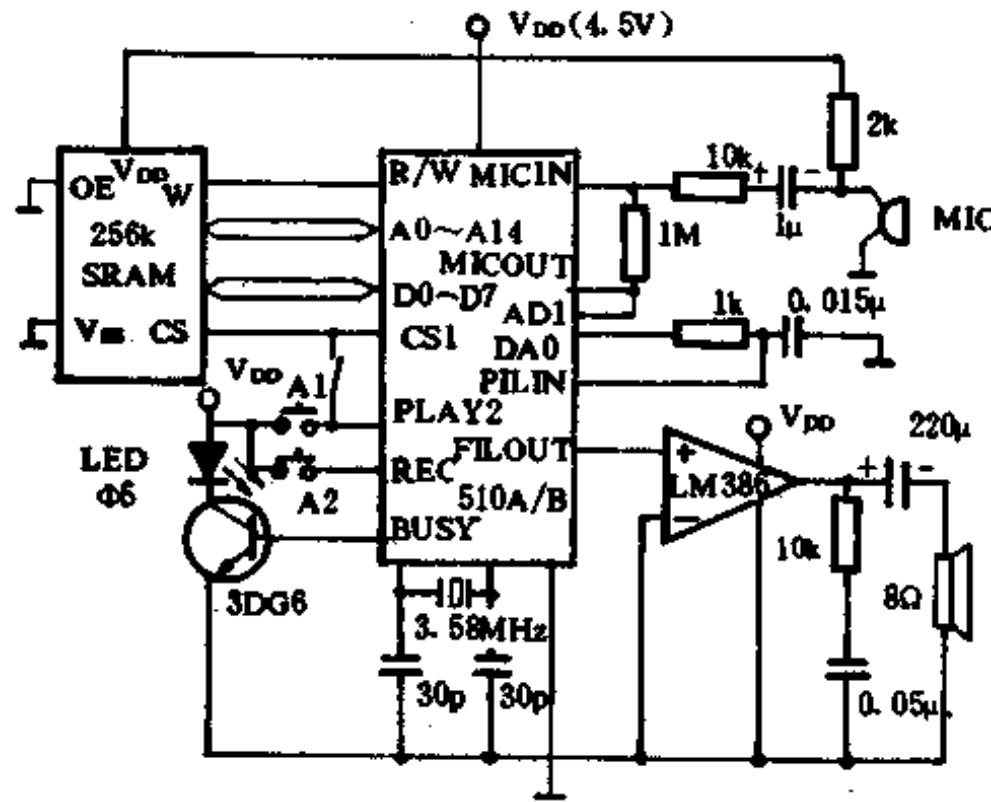 VDD(4.5V)
2k
VDD
OE
W
256k
SRAM
VSS
CS
R/W
MICIN
A0~A14
MICOUT
D0~D7
AD1
CS1
DA0
PILIN
PLAY2
FILOUT
REC
510A/B
BUSY
10k
1μ
MIC
1M
1k
0.015μ
VDD
A1
A2
LED
Φ5
3DG6
3.58MHz
30p
30p
VDD
LM386
220μ
10k
8Ω
0.05μ